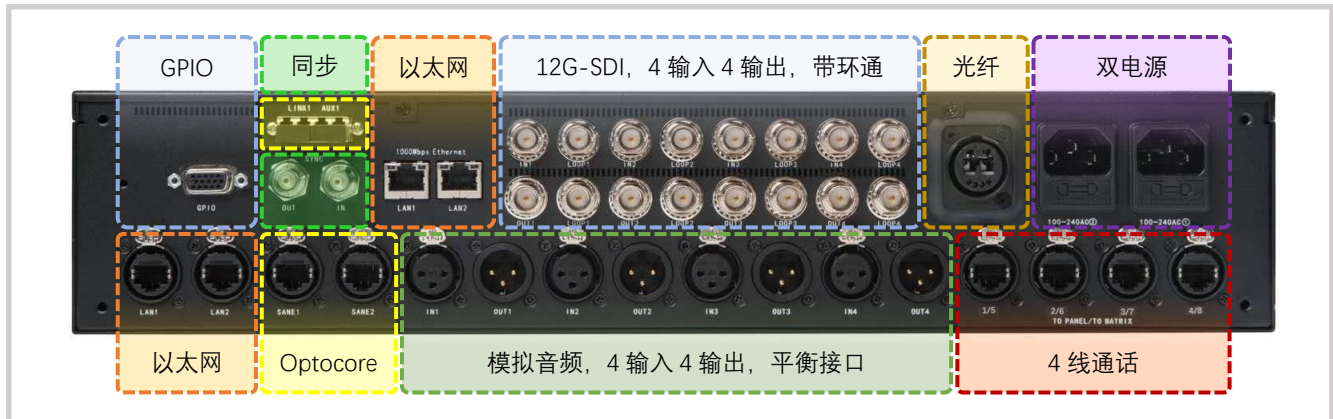 GPIO 同步 以太网 12G-SDI，4 输入 4 输出，带环通 光纤 双电源
LINK1 AUX1
SYNC
1000Mbps Ethernet
IN1 LOOP1 IN2 LOOP2 IN3 LOOP3 IN4 LOOP4
GPIO OUT IN LAN1 LAN2
OUT1 LOOP1 OUT2 LOOP2 OUT3 LOOP3 OUT4 LOOP4
100~240AC② 100~240AC①
LAN1 LAN2 SANE1 SANE2 IN1 OUT1 IN2 OUT2 IN3 OUT3 IN4 OUT4 1/5 2/6 3/7 4/8
TO PANEL/TO MATRIX
以太网 Optocore 模拟音频，4 输入 4 输出，平衡接口 4 线通话